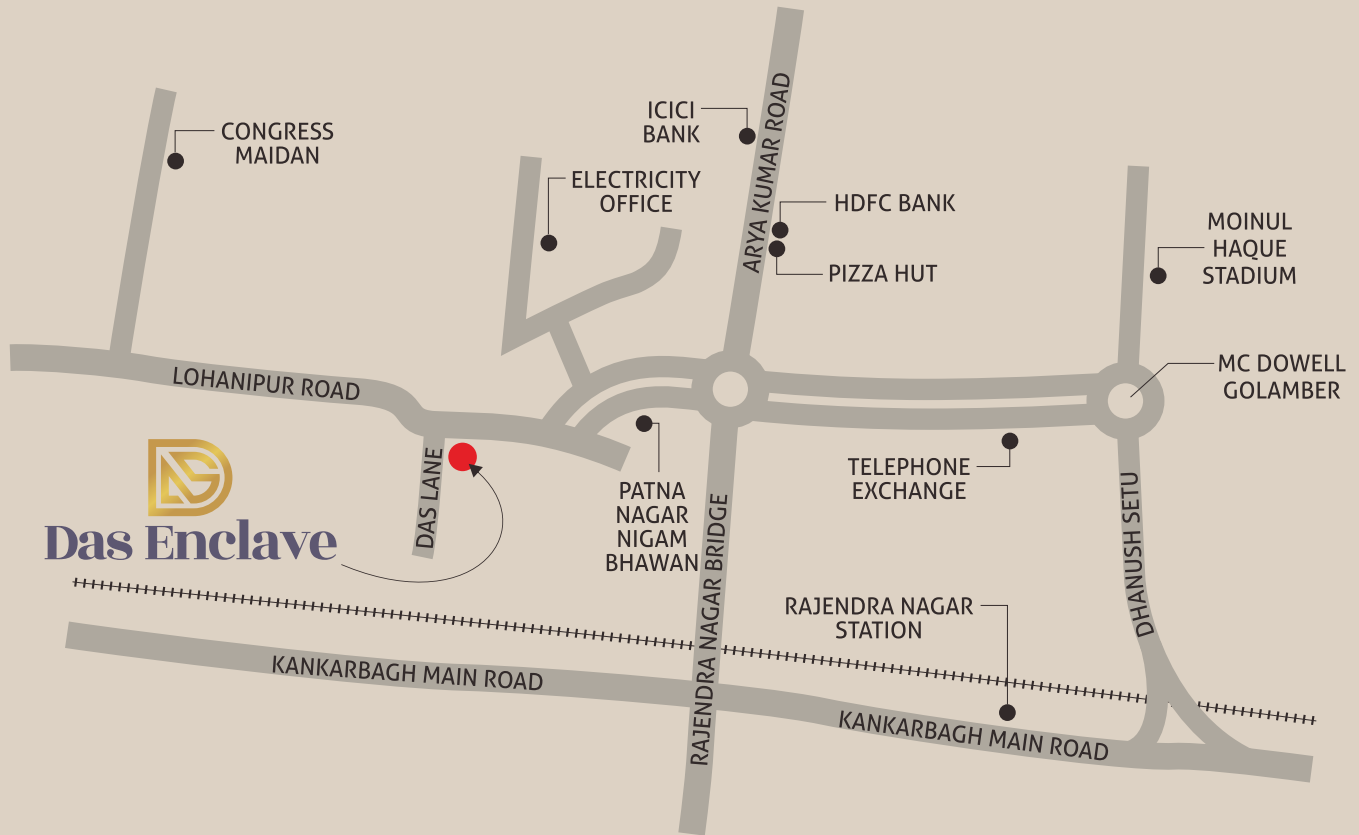 ICICI
BANK
ARYA KUMAR ROAD
CONGRESS
MAIDAN
ELECTRICITY
OFFICE
HDFC BANK
PIZZA HUT
MOINUL
HAQUE
STADIUM
MC DOWELL
GOLAMBER
LOHANIPUR ROAD
DAS LANE
Das Enclave
PATNA
NAGAR
NIGAM
BHAWAN
RAJENDRA NAGAR BRIDGE
TELEPHONE
EXCHANGE
DHANUSH SETU
RAJENDRA NAGAR
STATION
KANKARBAGH MAIN ROAD
KANKARBAGH MAIN ROAD